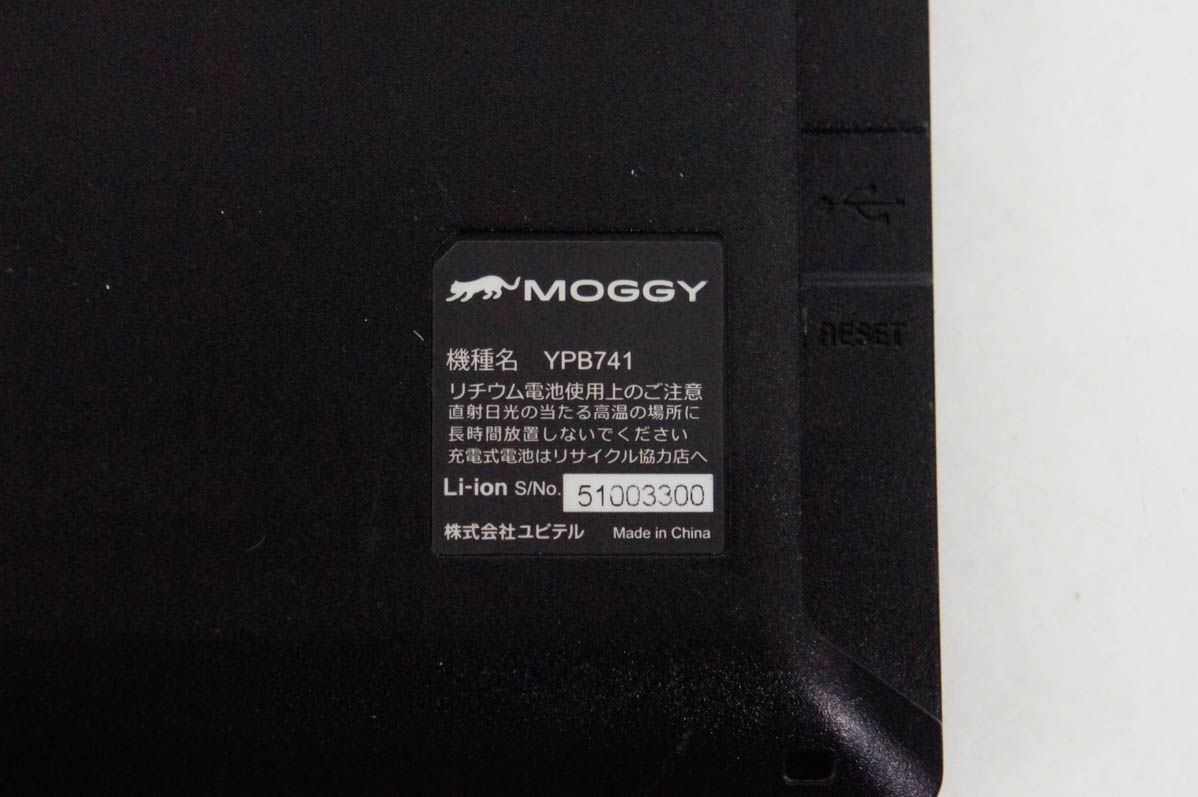 MOGGY
機種名 YPB741
リチウム電池使用上のご注意
直射日光の当たる高温の場所に
長時間放置しないでください
充電式電池はリサイクル協力店へ
Li-ion S/No. 51003300
株式会社ユピテル Made in China
RESET